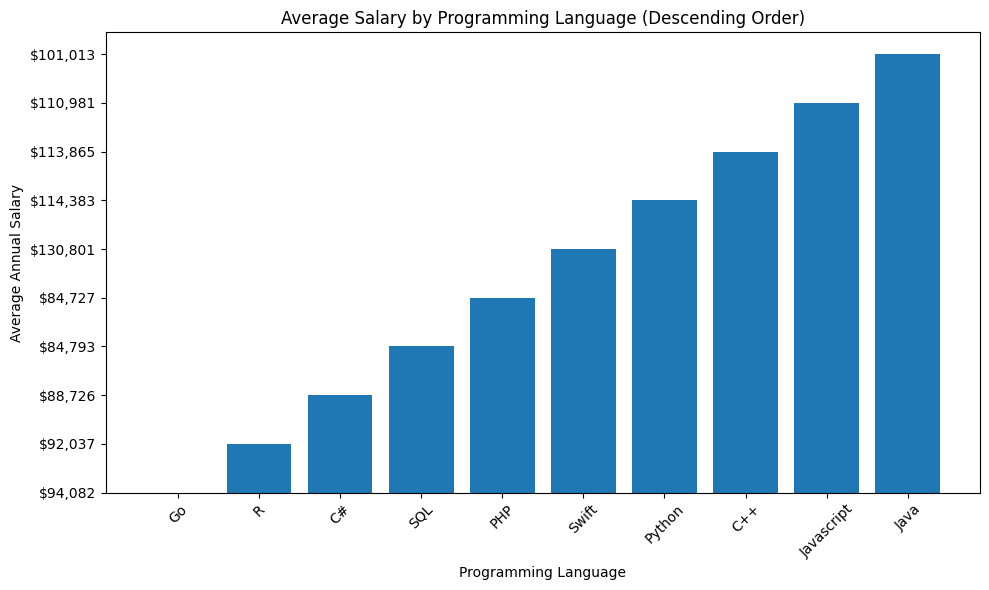 Average Salary by Programming Language (Descending Order)
Average Annual Salary
$101,013
$110,981
$113,865
$114,383
$130,801
$84,727
$84,793
$88,726
$92,037
$94,082
Go
R
C#
SQL
PHP
Swift
Python
C++
Javascript
Java
Programming Language